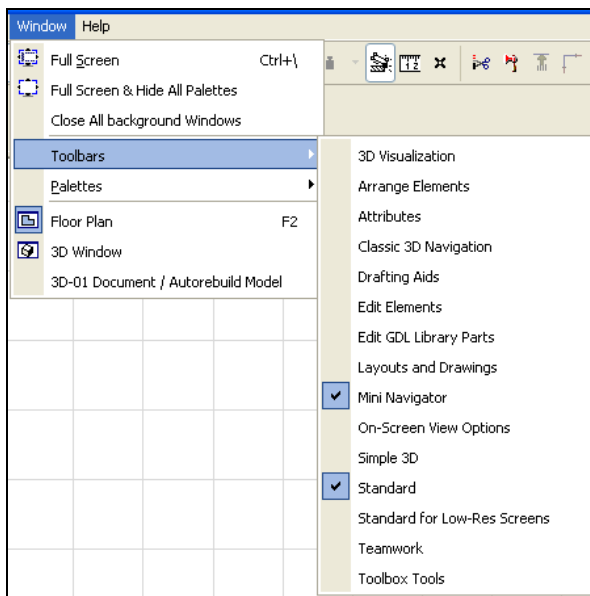 Window Help
Full Screen Ctrl+\
Full Screen & Hide All Palettes
Close All background Windows
Toolbars
Palettes
Floor Plan F2
3D Window
3D-01 Document / Autorebuild Model
3D Visualization
Arrange Elements
Attributes
Classic 3D Navigation
Drafting Aids
Edit Elements
Edit GDL Library Parts
Layouts and Drawings
Mini Navigator
On-Screen View Options
Simple 3D
Standard
Standard for Low-Res Screens
Teamwork
Toolbox Tools